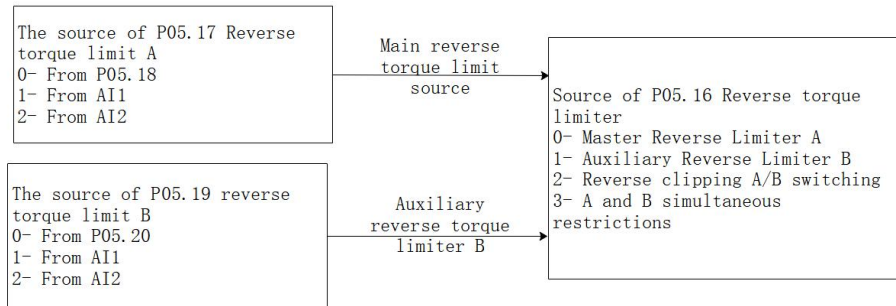 The source of P05.17 Reverse
torque limit A
0- From P05.18
1- From AI1
2- From AI2
Main reverse
torque limit
source
The source of P05.19 reverse
torque limit B
0- From P05.20
1- From AI1
2- From AI2
Auxiliary
reverse torque
limiter B
Source of P05.16 Reverse torque
limiter
0- Master Reverse Limiter A
1- Auxiliary Reverse Limiter B
2- Reverse clipping A/B switching
3- A and B simultaneous
restrictions